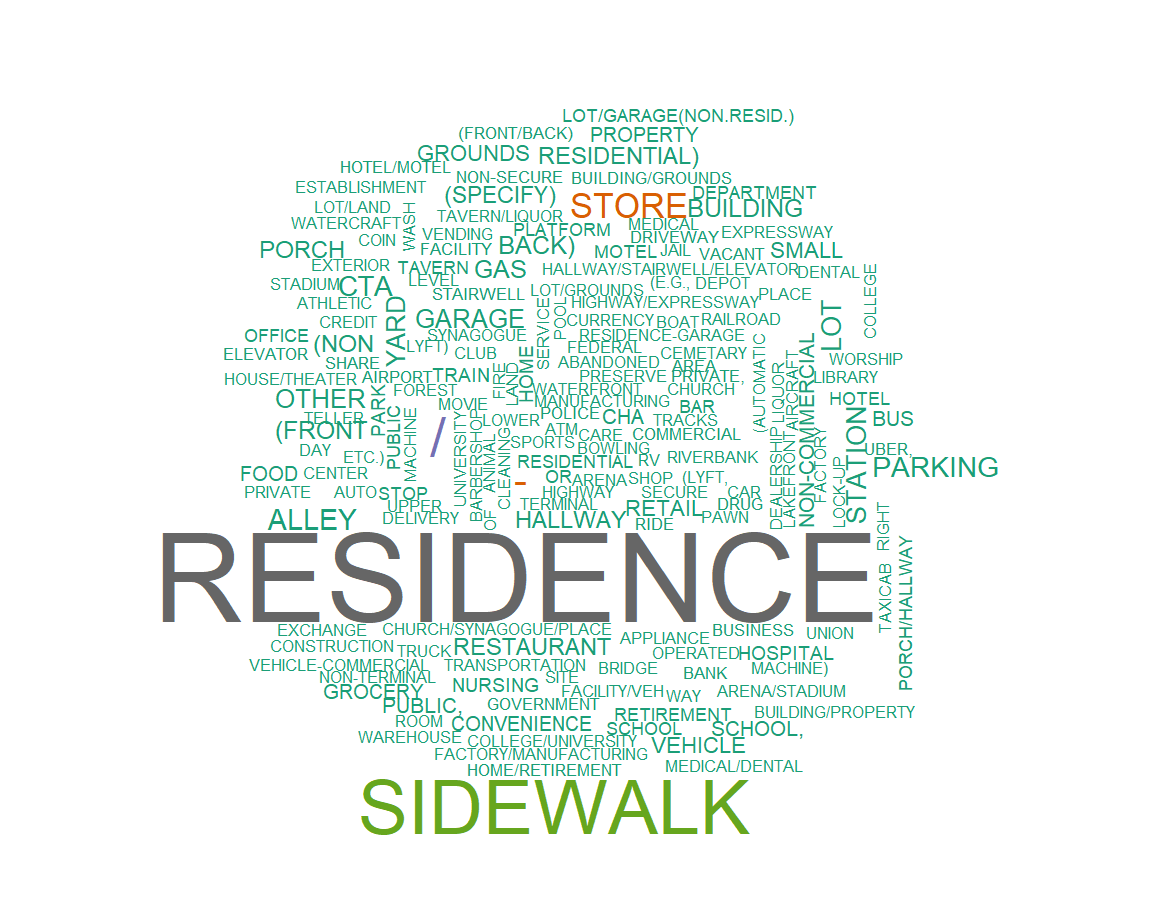 LOT/GARAGE(NON.RESID.)
(FRONT/BACK)
PROPERTY
GROUNDS
RESIDENTIAL)
HOTEL/MOTEL
NON-SECURE
BUILDING/GROUNDS
ESTABLISHMENT
(SPECIFY)
DEPARTMENT
STORE
BUILDING
LOT/LAND
WASH
TAVERN/LIQUOR
WATERCRAFT
PLATFORM
MEDICAL
EXPRESSWAY
COIN
VENDING
DRIVEWAY
PORCH
FACILITY
BACK)
MOTEL
JAIL
VACANT
SMALL
EXTERIOR
TAVERN
GAS
HALLWAY/STAIRWELL/ELEVATOR
DENTAL
COLLEGE
STADIUM
CTA
LEVEL
STAIRWELL
LOT/GROUNDS
(E.G.,
DEPOT
PLACE
ATHLETIC
YARD
HIGHWAY/EXPRESSWAY
LOT
CREDIT
GARAGE
SERVICE
POOL
CURRENCY
BOAT
RAILROAD
OFFICE
(NON
SYNAGOGUE
RESIDENCE-GARAGE
LYFT)
CLUB
HOME
FEDERAL
CEMETARY
(AUTOMATIC
NON-COMMERCIAL
ELEVATOR
SHARE
ABANDONED
AREA
WORSHIP
HOUSE/THEATER
AIRPORT
TRAIN
FIRE
LAND
PRESERVE
PRIVATE,
LIQUOR
AIRCRAFT
LIBRARY
FOREST
WATERFRONT
CHURCH
OTHER
PARK
MOVIE
MANUFACTURING
BAR
HOTEL
TELLER
PUBLIC
MACHINE
/
UNIVERSITY
BARBERSHOP
LOWER
POLICE
CHA
TRACKS
STATION
BUS
(FRONT
ATM
CARE
COMMERCIAL
DAY
ETC.)
ANIMAL
CLEANING
SPORTS
BOWLING
DEALERSHIP
LAKEFRONT
FACTORY
UBER,
FOOD
CENTER
RESIDENTIAL
RV
RIVERBANK
LOCK-UP
PARKING
-
OR
ARENA
SHOP
(LYFT,
PRIVATE
AUTO
STOP
HIGHWAY
SECURE
CAR
UPPER
TERMINAL
RETAIL
DRUG
ALLEY
DELIVERY
OF
HALLWAY
RIDE
PAWN
RIGHT
RESIDENCE
TAXICAB
PORCH/HALLWAY
EXCHANGE
CHURCH/SYNAGOGUE/PLACE
APPLIANCE
BUSINESS
UNION
CONSTRUCTION
TRUCK
RESTAURANT
OPERATED
HOSPITAL
VEHICLE-COMMERCIAL
TRANSPORTATION
BRIDGE
BANK
MACHINE)
NON-TERMINAL
SITE
GROCERY
NURSING
FACILITY/VEH
WAY
ARENA/STADIUM
PUBLIC,
GOVERNMENT
RETIREMENT
BUILDING/PROPERTY
ROOM
CONVENIENCE
SCHOOL
SCHOOL,
WAREHOUSE
COLLEGE/UNIVERSITY
VEHICLE
FACTORY/MANUFACTURING
HOME/RETIREMENT
MEDICAL/DENTAL
SIDEWALK